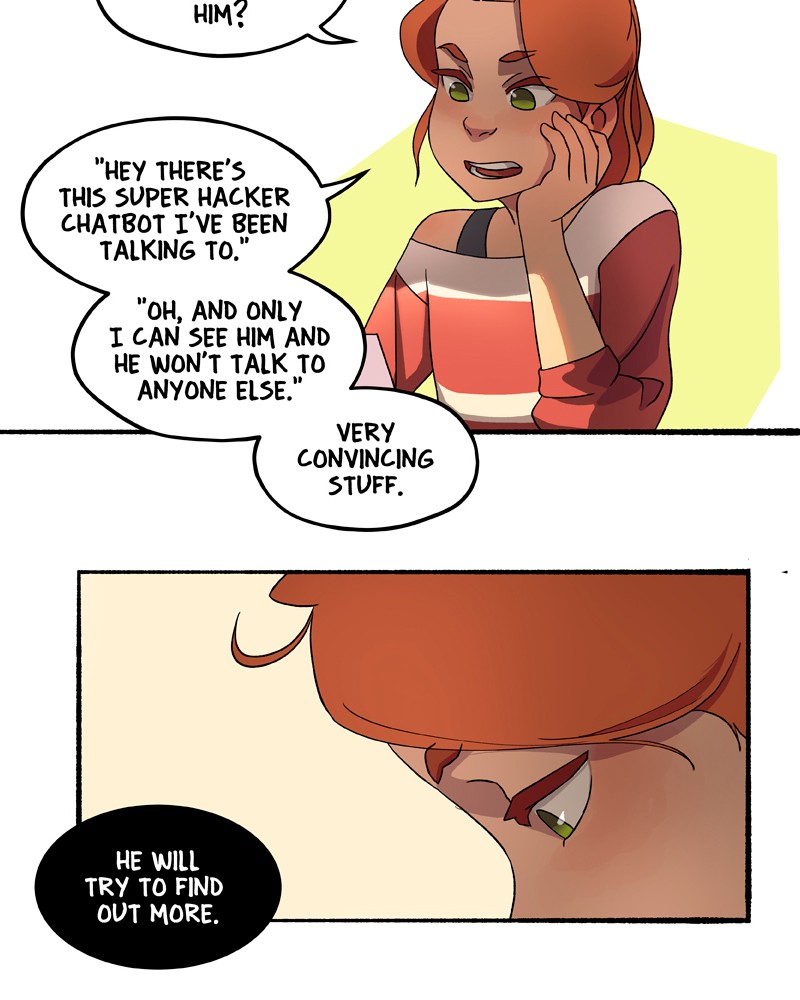 HIM?
"HEY THERE'S
THIS SUPER HACKER
CHATBOT I'VE BEEN
TALKING TO."
"OH, AND ONLY
I CAN SEE HIM AND
HE WON'T TALK TO
ANYONE ELSE."
VERY
CONVINCING
STUFF.
HE WILL
TRY TO FIND
OUT MORE.